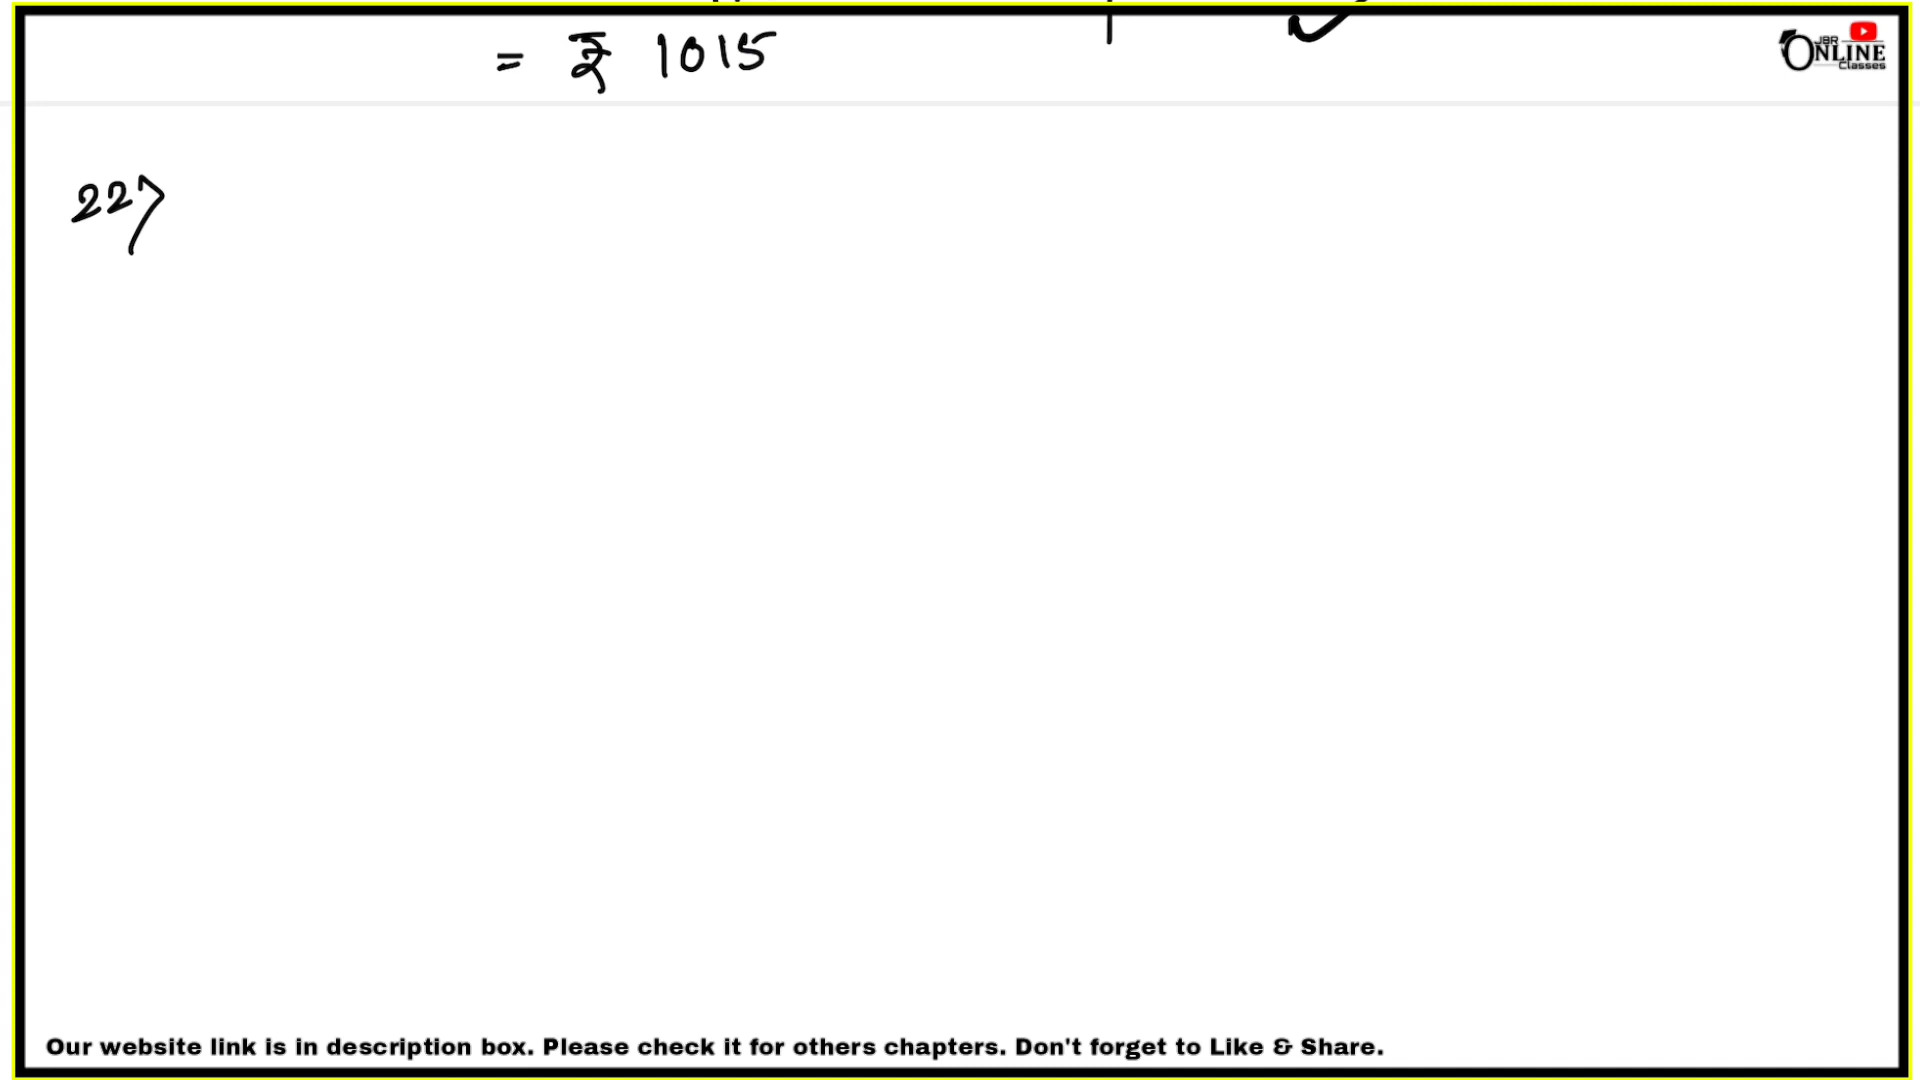 = ₹ 1015
JBR
ONLINE
Classes
22)
Our website link is in description box. Please check it for others chapters. Don't forget to Like & Share.